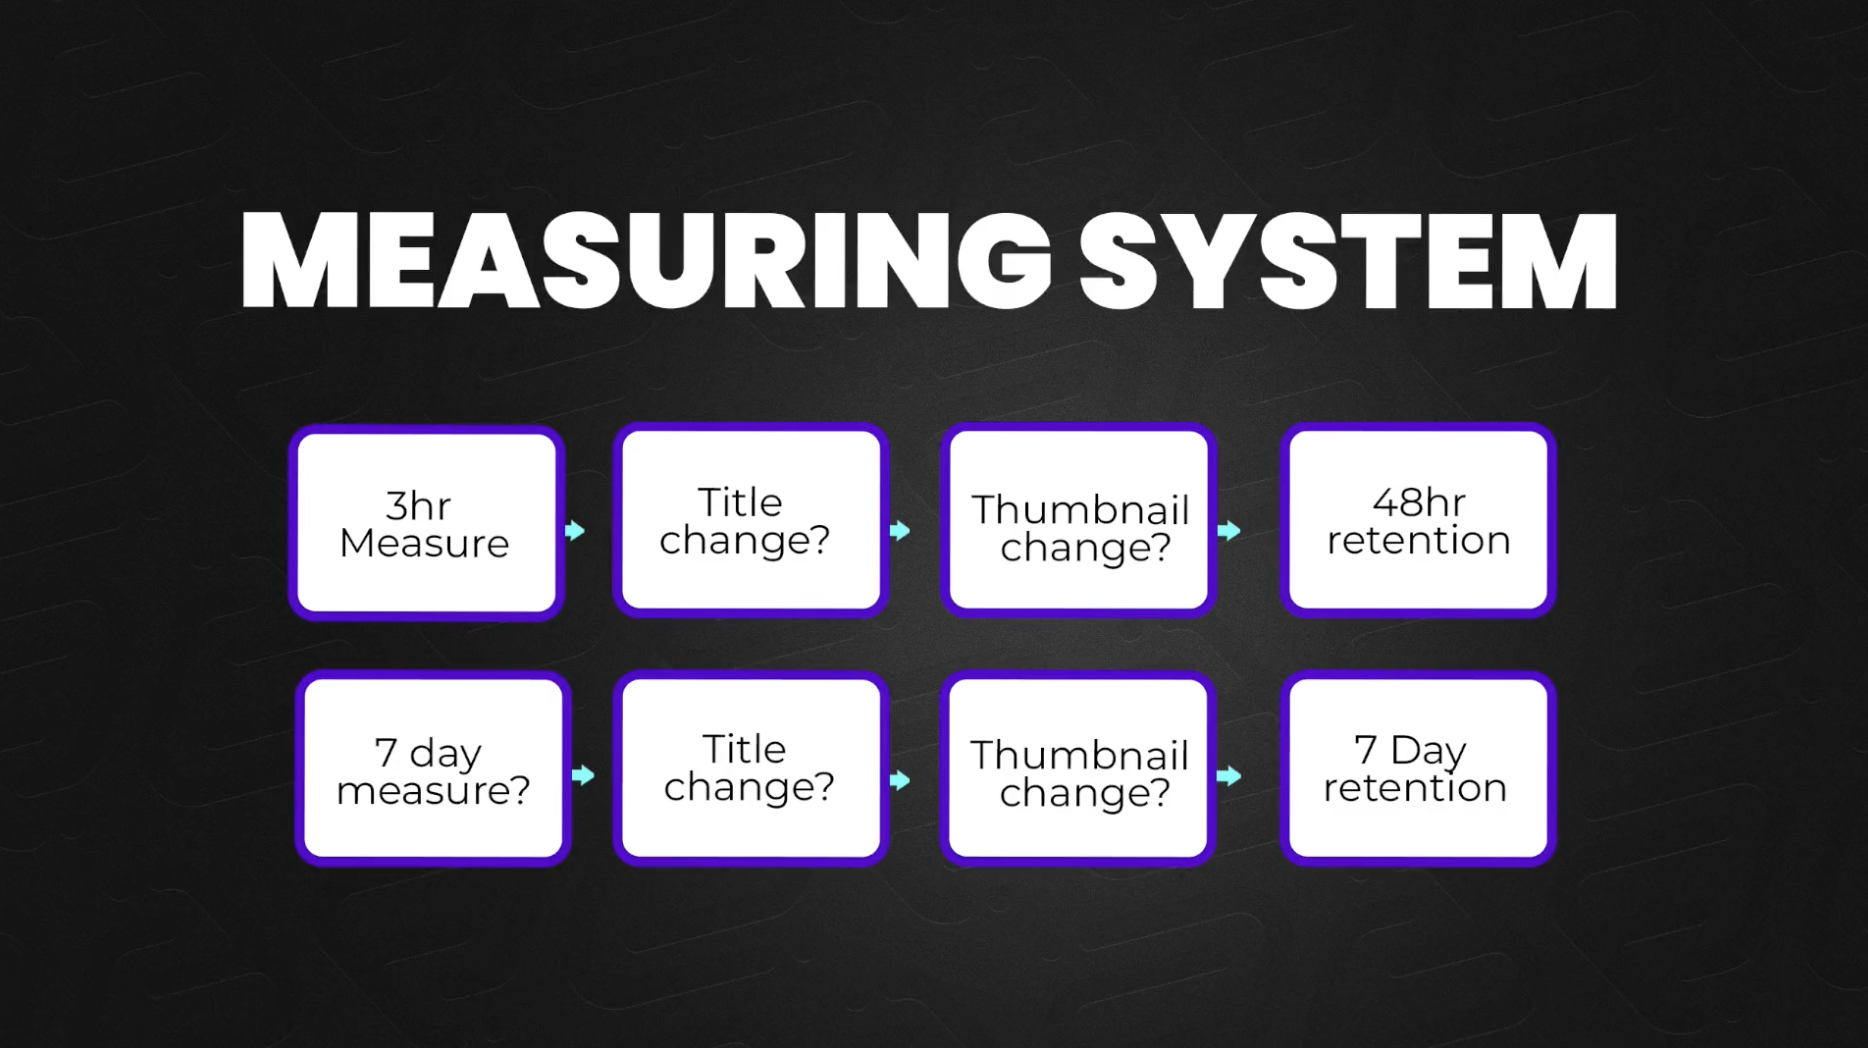 MEASURING SYSTEM
3hr
Measure
Title
change?
Thumbnail
change?
48hr
retention
7 day
measure?
Title
change?
Thumbnail
change?
7 Day
retention